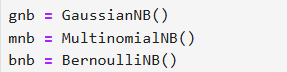 gnb = GaussianNB()
mnb = MultinomialNB()
bnb = BernoulliNB()